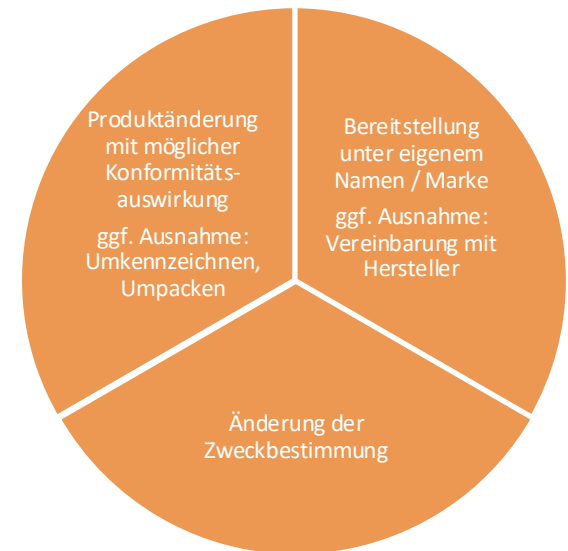 Produktänderung
mit möglicher
Konformitäts-
auswirkung
ggf. Ausnahme:
Umkennzeichnen,
Umpacken
Bereitstellung
unter eigenem
Namen / Marke
ggf. Ausnahme:
Vereinbarung mit
Hersteller
Änderung der
Zweckbestimmung